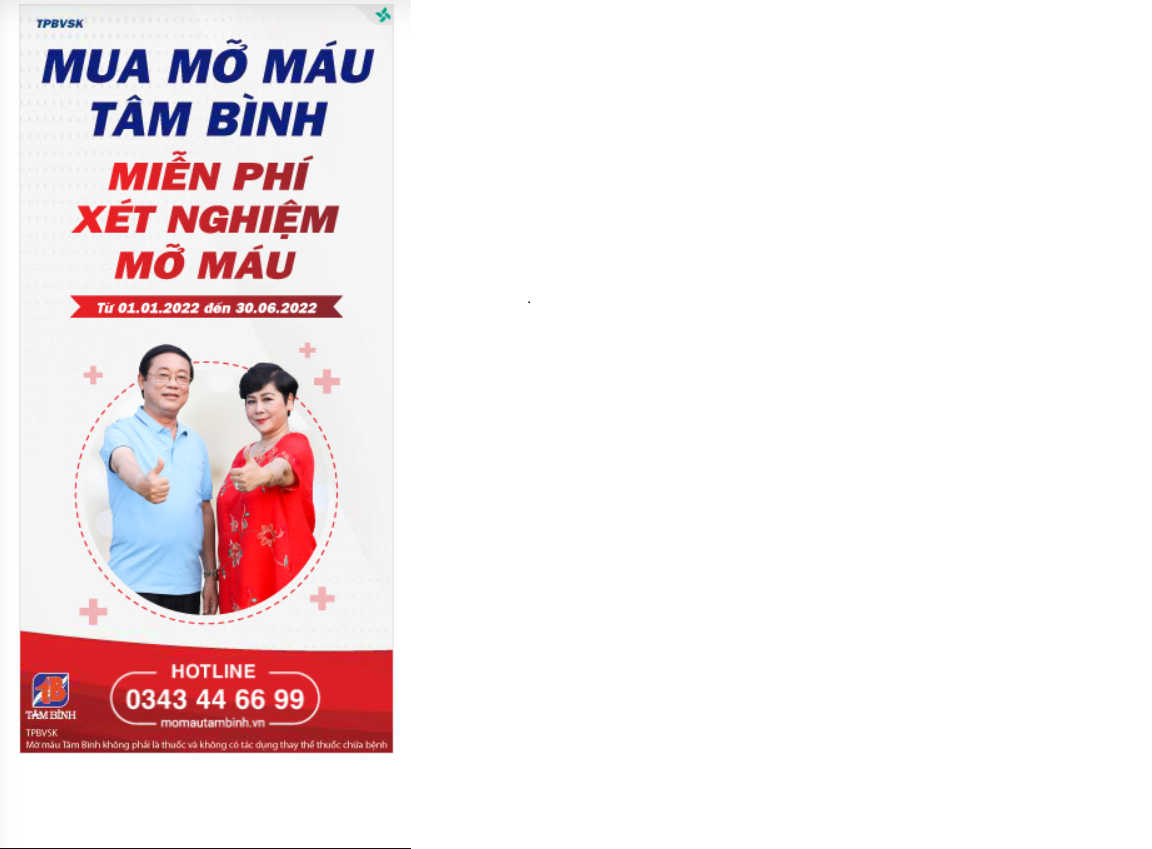 TPBVSK
MUA MỠ MÁU
TÂM BÌNH
MIỄN PHÍ
XÉT NGHIỆM
MỠ MÁU
Từ 01.01.2022 đến 30.06.2022
HOTLINE
0343 44 66 99
momautambinh.vn
TB
TÂM BÌNH
TPBVSK
Mỡ máu Tâm Bình không phải là thuốc và không có tác dụng thay thế thuốc chữa bệnh